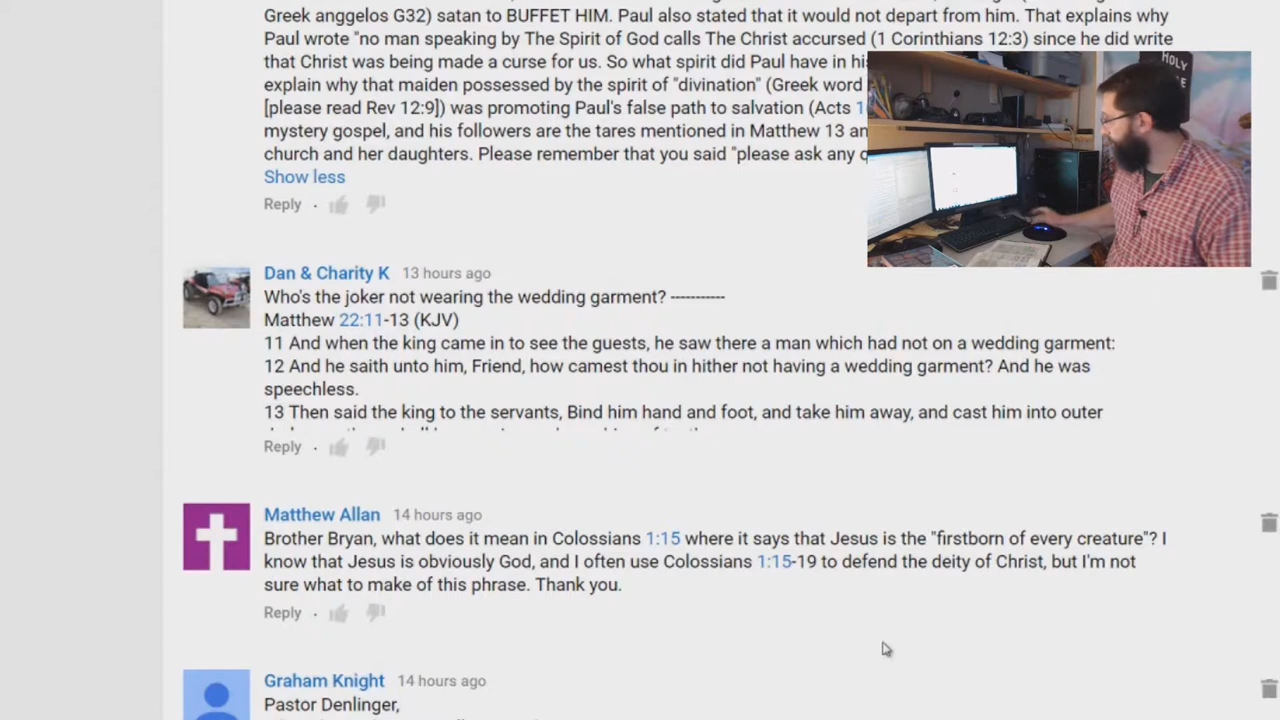 Greek anggelos G32) satan to BUFFET HIM. Paul also stated that it would not depart from him. That explains why
Paul wrote "no man speaking by The Spirit of God calls The Christ accursed (1 Corinthians 12:3) since he did write
that Christ was being made a curse for us. So what spirit did Paul have in
explain why that maiden possessed by the spirit of "divination" (Greek word
[please read Rev 12:9]) was promoting Paul's false path to salvation (Acts
mystery gospel, and his followers are the tares mentioned in Matthew 13
church and her daughters. Please remember that you said "please ask any
Show less
Reply
HOLY
Dan & Charity K 13 hours ago
Who's the joker not wearing the wedding garment? -----------
Matthew 22:11-13 (KJV)
11 And when the king came in to see the guests, he saw there a man which had not on a wedding garment:
12 And he saith unto him, Friend, how camest thou in hither not having a wedding garment? And he was
speechless.
13 Then said the king to the servants, Bind him hand and foot, and take him away, and cast him into outer
Reply
Matthew Allan 14 hours ago
Brother Bryan, what does it mean in Colossians 1:15 where it says that Jesus is the "firstborn of every creature"? I
know that Jesus is obviously God, and I often use Colossians 1:15-19 to defend the deity of Christ, but I'm not
sure what to make of this phrase. Thank you.
Reply
Graham Knight 14 hours ago
Pastor Denlinger,